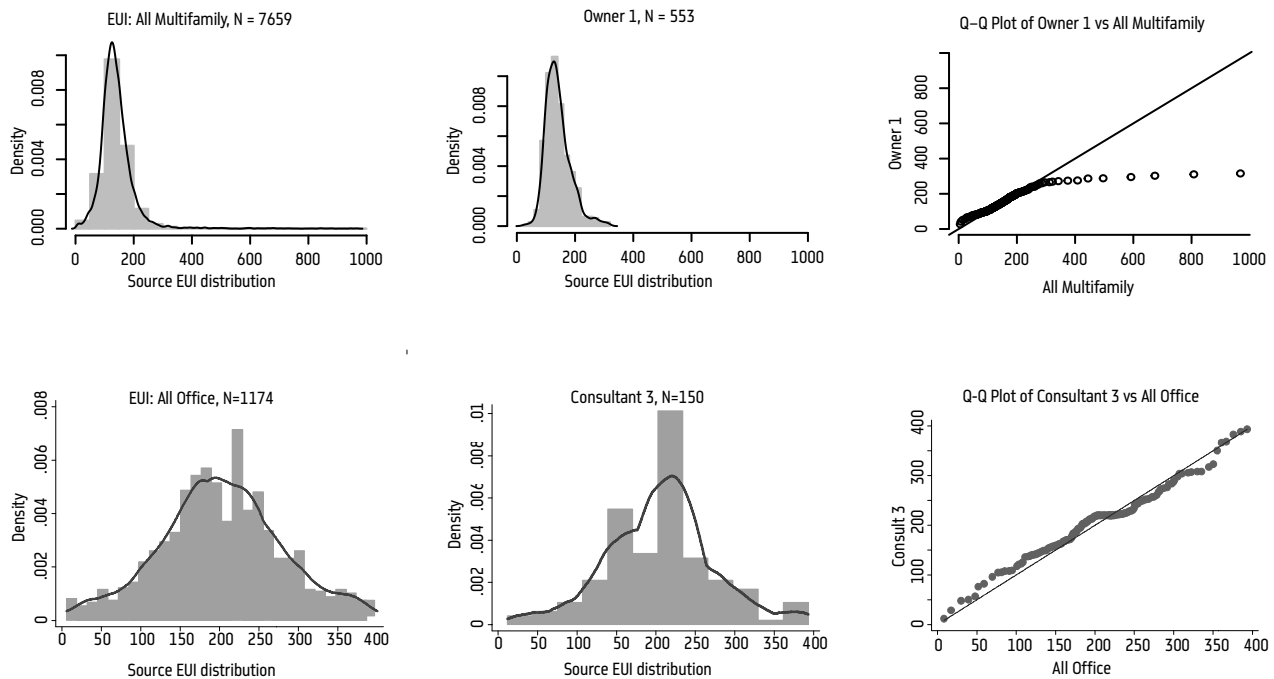 EUI: All Multifamily, N = 7659
Density
0.000
0.004
0.008
0 200 400 600 800 1000
Source EUI distribution
Owner 1, N = 553
Density
0.000
0.004
0.008
0 200 400 600 800 1000
Source EUI distribution
Q–Q Plot of Owner 1 vs All Multifamily
Owner 1
0
200
400
600
800
0 200 400 600 800 1000
All Multifamily
EUI: All Office, N=1174
Density
0
.002
.004
.006
.008
0 50 100 150 200 250 300 350 400
Source EUI distribution
Consultant 3, N=150
Density
0
.002
.004
.006
.008
.01
0 50 100 150 200 250 300 350 400
Source EUI distribution
Q-Q Plot of Consultant 3 vs All Office
Consult 3
0
100
200
300
400
0 50 100 150 200 250 300 350 400
All Office